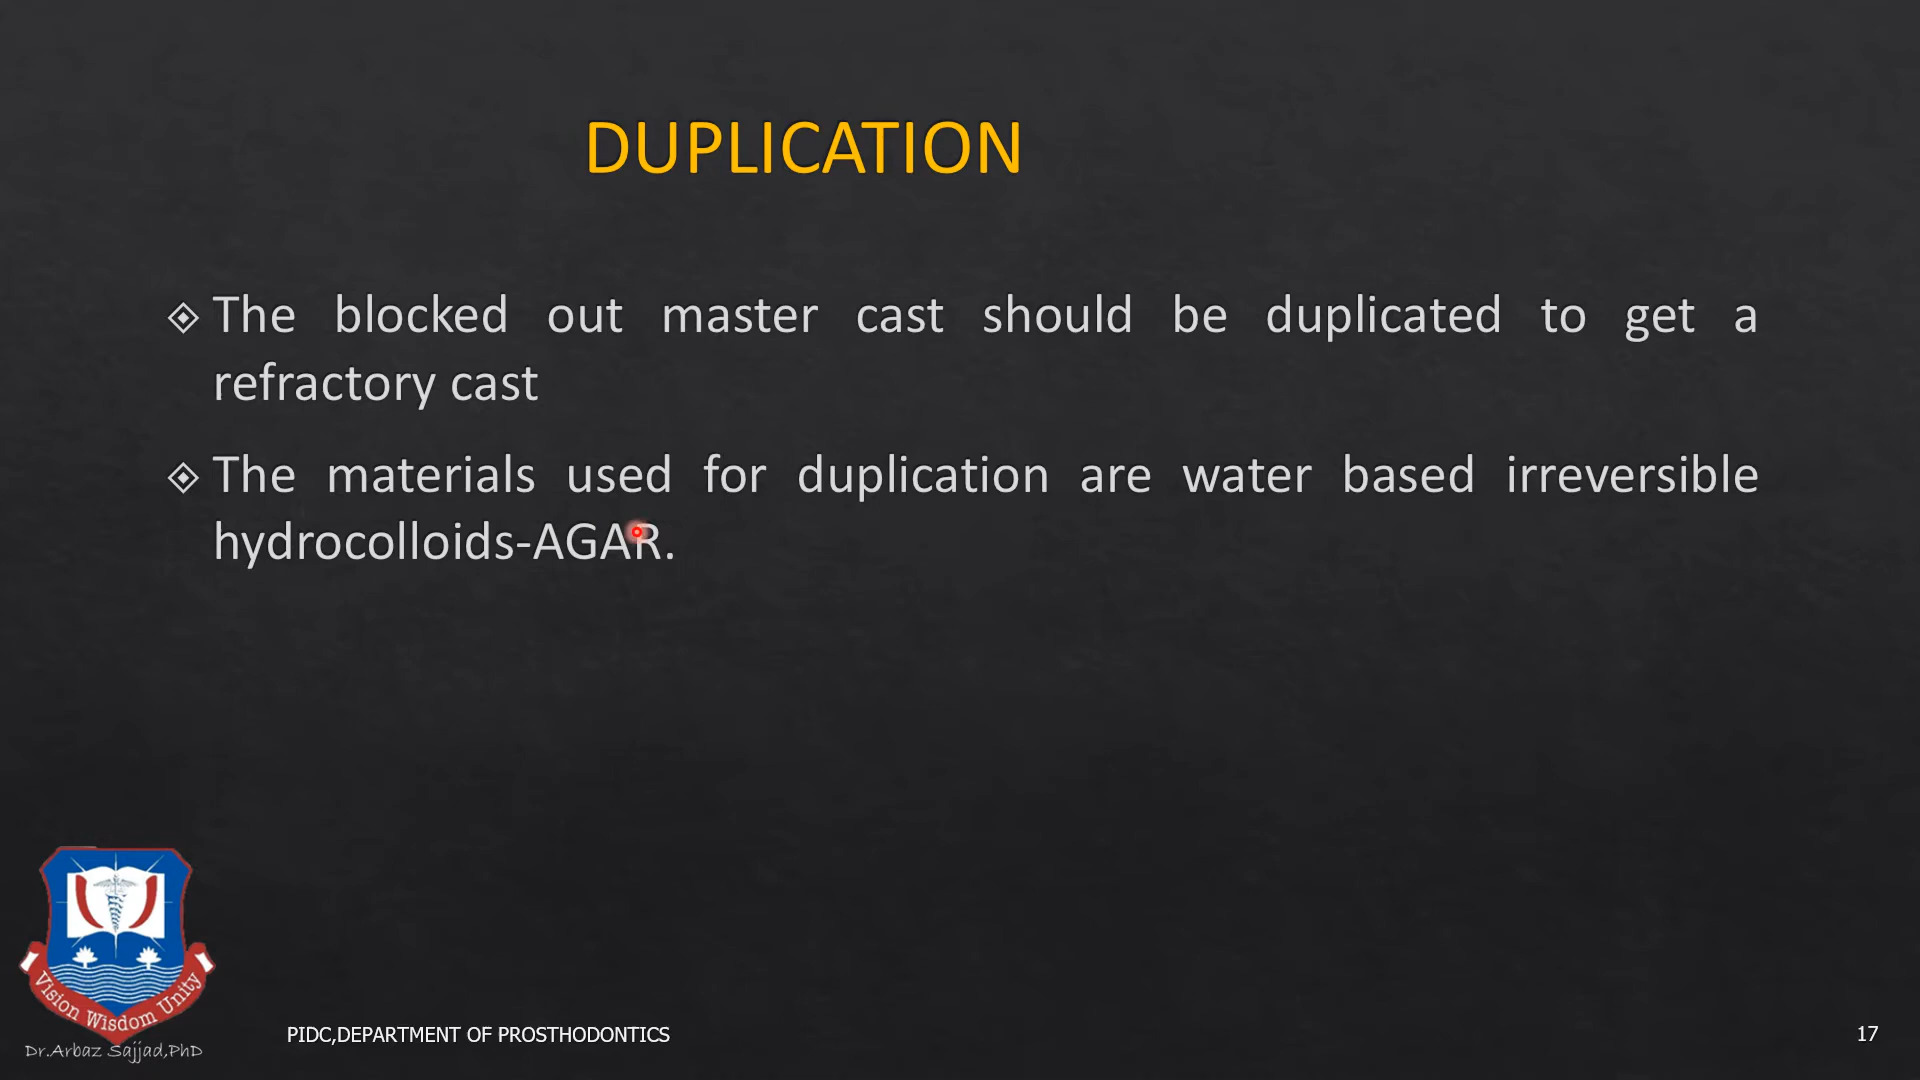 DUPLICATION
The blocked out master cast should be duplicated to get a
refractory cast
The materials used for duplication are water based irreversible
hydrocolloids-AGAR.
Vision Wisdom Unity
Dr.Arbaz Sajjad,PhD
PIDC,DEPARTMENT OF PROSTHODONTICS
17